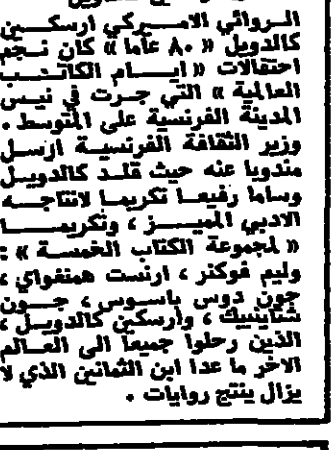 الروائي الاميركي ارسكين
كالدويل « ٨٠ عاما » كان نجم
احتفالات « ايام الكاتب
العالمية » التي جرت في نيس
المدينة الفرنسية على المتوسط .
وزير الثقافة الفرنسية ارسل
مندوبا عنه حيث قلد كالدويل
وساما رفيعا تكريما لانتاجه
الادبي المميز ، وتكريما
« لمجموعة الكتاب الخمسة » :
وليم فوكنر ، ارنست همنغواي ،
جون دوس باسوس ، جون
شتاينبيك ، وارسكين كالدويل ،
الذين رحلوا جميعا الى العالم
الاخر ما عدا ابن الثمانين الذي لا
يزال ينتج روايات .